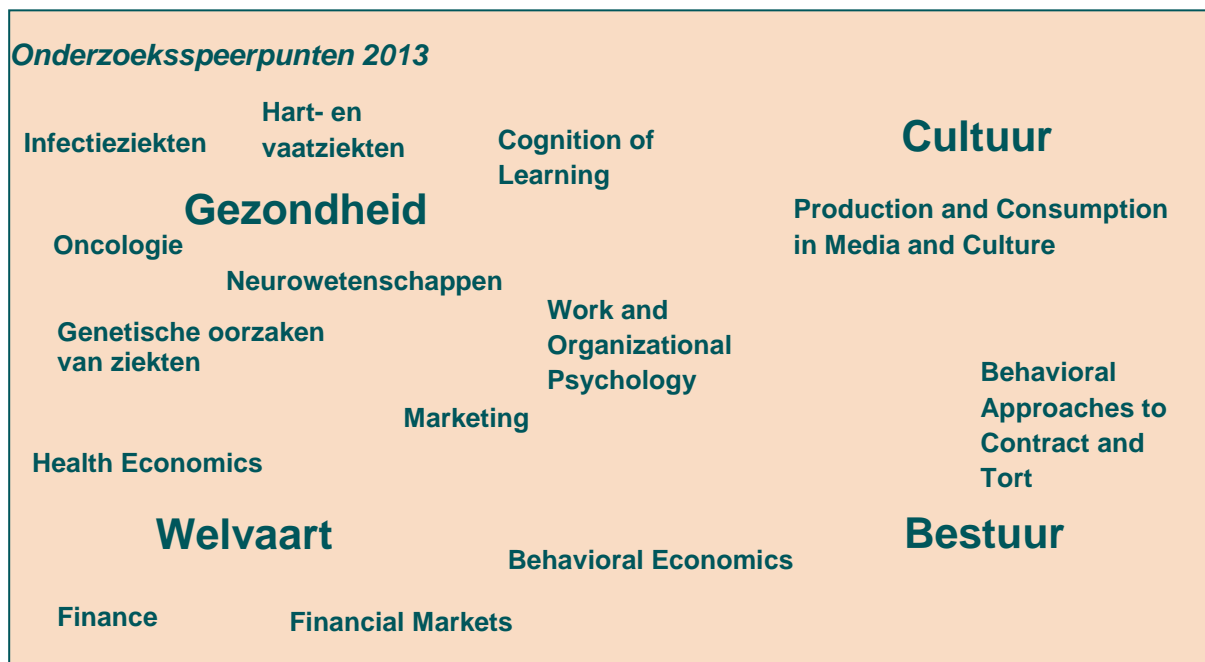 Onderzoeksspeerpunten 2013
Hart- en
vaatziekten
Infectieziekten
Cognition of
Learning
Cultuur
Gezondheid
Production and Consumption
in Media and Culture
Oncologie
Neurowetenschappen
Work and
Organizational
Psychology
Genetische oorzaken
van ziekten
Behavioral
Approaches to
Contract and
Tort
Marketing
Health Economics
Welvaart
Bestuur
Behavioral Economics
Finance
Financial Markets